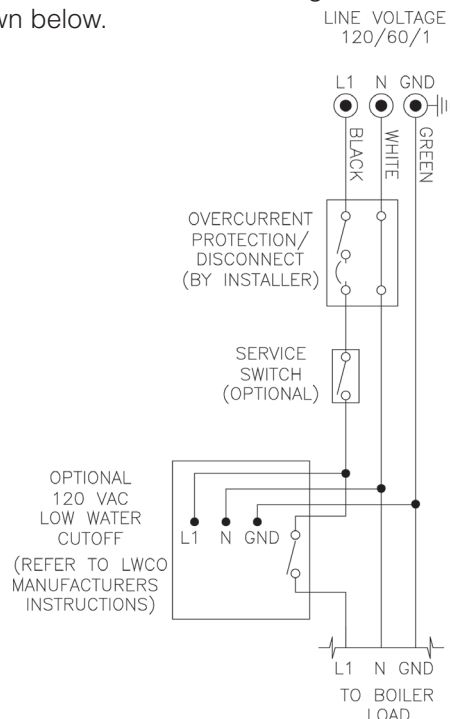 wn below.
LINE VOLTAGE
120/60/1
L1 N GND
BLACK
WHITE
GREEN
OVERCURRENT
PROTECTION/
DISCONNECT
(BY INSTALLER)
SERVICE
SWITCH
(OPTIONAL)
OPTIONAL
120 VAC
LOW WATER
CUTOFF
(REFER TO LWCO
MANUFACTURERS
INSTRUCTIONS)
L1 N GND
L1 N GND
TO BOILER
LOAD